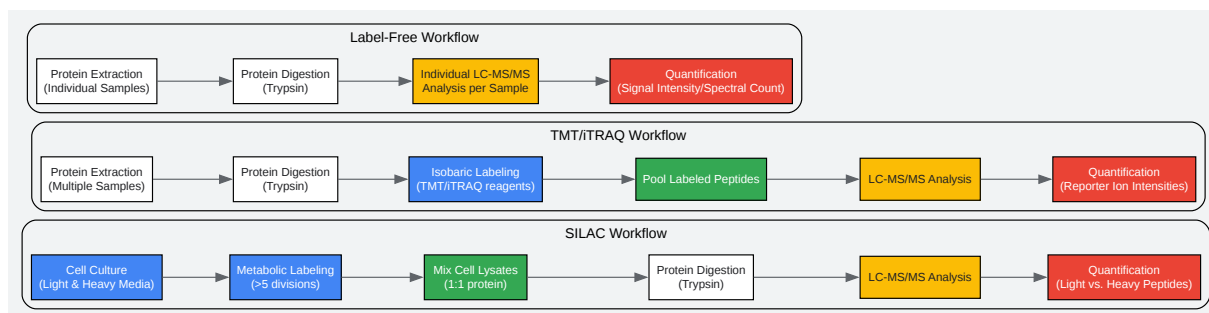 Label-Free Workflow
Protein Extraction
(Individual Samples)
Protein Digestion
(Trypsin)
Individual LC-MS/MS
Analysis per Sample
Quantification
(Signal Intensity/Spectral Count)
TMT/iTRAQ Workflow
Protein Extraction
(Multiple Samples)
Protein Digestion
(Trypsin)
Isobaric Labeling
(TMT/iTRAQ reagents)
Pool Labeled Peptides
LC-MS/MS Analysis
Quantification
(Reporter Ion Intensities)
SILAC Workflow
Cell Culture
(Light & Heavy Media)
Metabolic Labeling
(>5 divisions)
Mix Cell Lysates
(1:1 protein)
Protein Digestion
(Trypsin)
LC-MS/MS Analysis
Quantification
(Light vs. Heavy Peptides)